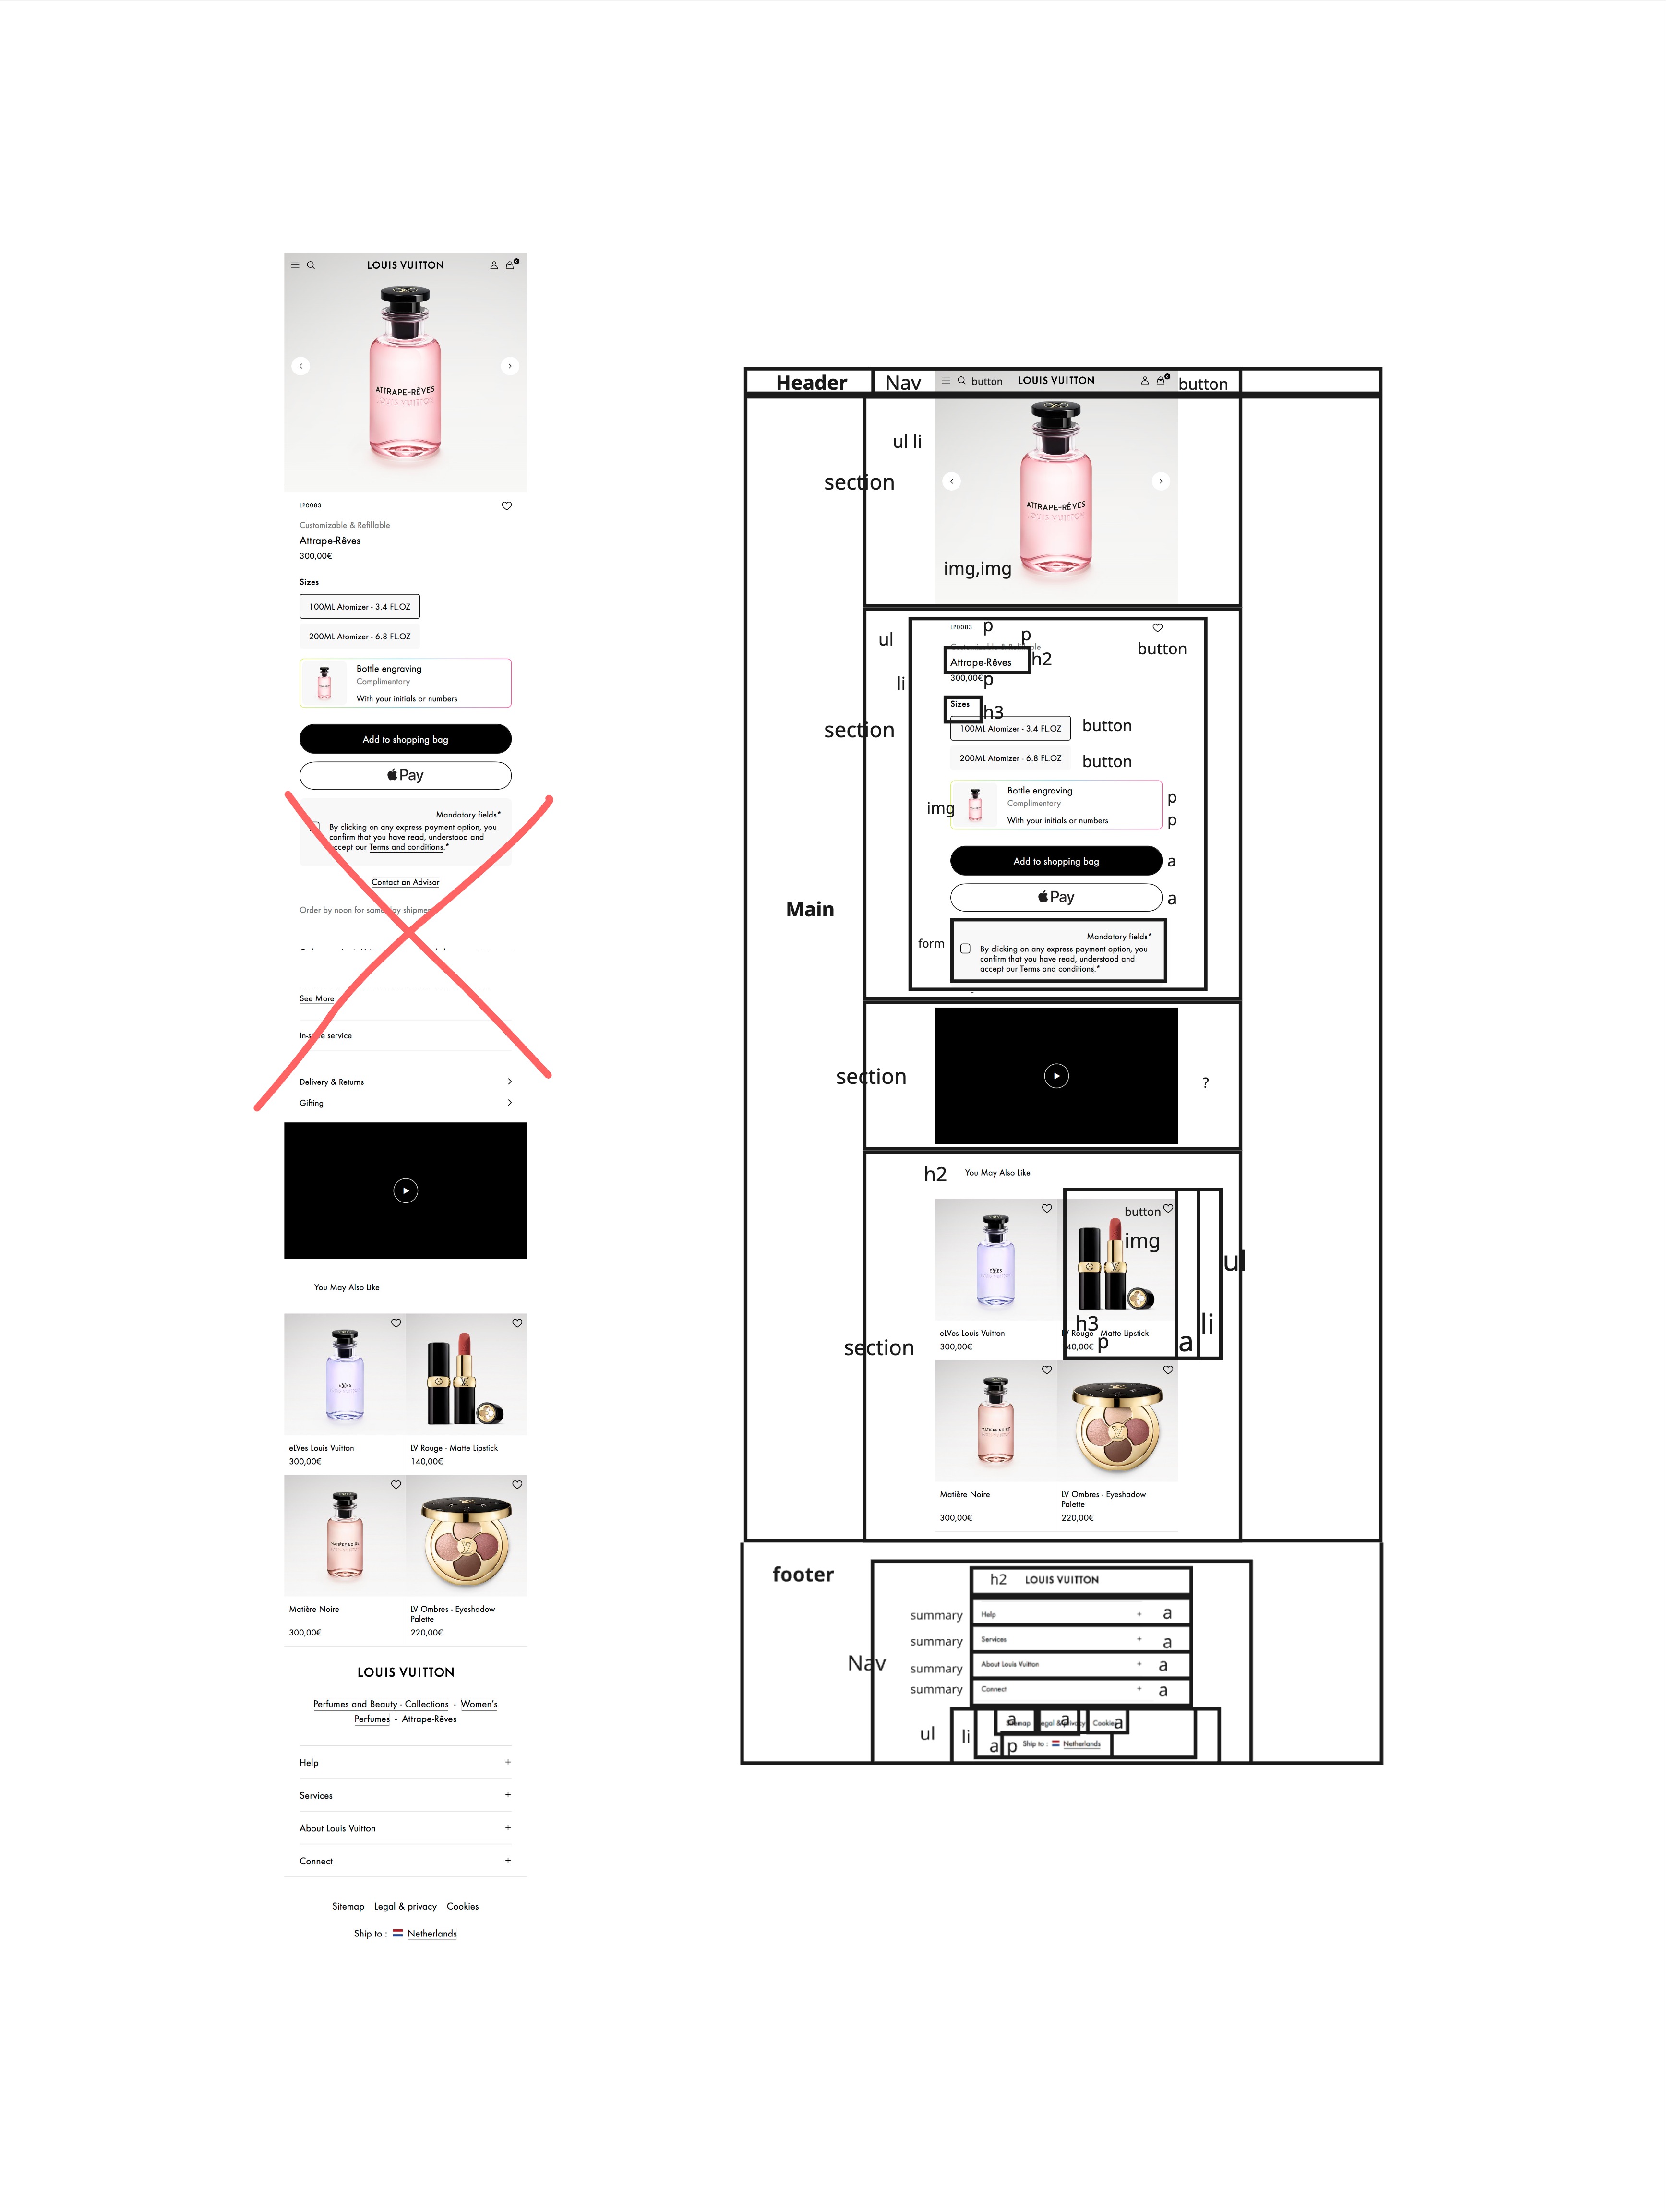 LOUIS VUITTON
0
ATTRAPE-RÊVES
LOUIS VUITTON
LP0083
Customizable & Refillable
Attrape-Rêves
300,00€
Sizes
100ML Atomizer - 3.4 FL.OZ
200ML Atomizer - 6.8 FL.OZ
Bottle engraving
Complimentary
With your initials or numbers
Add to shopping bag
Pay
Mandatory fields*
By clicking on any express payment option, you
confirm that you have read, understood and
accept our Terms and conditions.*
Contact an Advisor
Order by noon for same day shipment
See More
In-store service
Delivery & Returns
Gifting
You May Also Like
eLVes Louis Vuitton
300,00€
LV Rouge - Matte Lipstick
140,00€
MATIÈRE NOIRE
Matière Noire
300,00€
LV Ombres - Eyeshadow
Palette
220,00€
LOUIS VUITTON
Perfumes and Beauty - Collections - Women's
Perfumes - Attrape-Rêves
Help +
Services +
About Louis Vuitton +
Connect +
Sitemap Legal & privacy Cookies
Ship to : Netherlands
Header Nav button LOUIS VUITTON 0 button
ul li
section
ATTRAPE-RÊVES
LOUIS VUITTON
img,img
LP0083 p
ul
p
button
Attrape-Rêves h2
300,00€ p
li
Sizes h3
section
100ML Atomizer - 3.4 FL.OZ button
200ML Atomizer - 6.8 FL.OZ button
img
Bottle engraving p
Complimentary
With your initials or numbers p
Add to shopping bag a
Pay a
Main
form
Mandatory fields*
By clicking on any express payment option, you
confirm that you have read, understood and
accept our Terms and conditions.*
section
?
h2 You May Also Like
button
img
ul
h3
li
section
eLVes Louis Vuitton
300,00€
LV Rouge - Matte Lipstick
140,00€ p
a
MATIÈRE NOIRE
Matière Noire
300,00€
LV Ombres - Eyeshadow
Palette
220,00€
footer
h2 LOUIS VUITTON
summary Help + a
summary Services + a
Nav
summary About Louis Vuitton + a
summary Connect + a
ul
li
Sitemap a
Legal & privacy a
Cookies a
a p Ship to : Netherlands